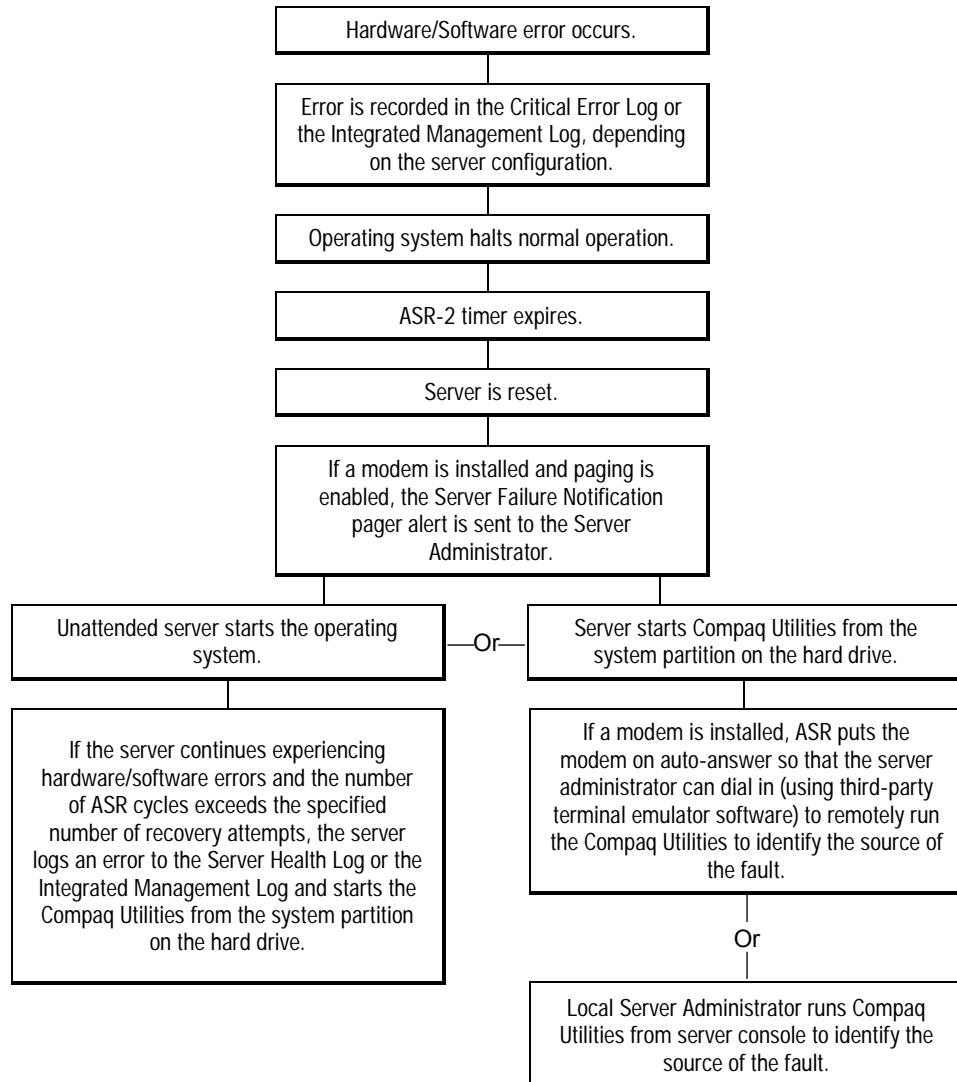 Hardware/Software error occurs.
Error is recorded in the Critical Error Log or
the Integrated Management Log, depending
on the server configuration.
Operating system halts normal operation.
ASR-2 timer expires.
Server is reset.
If a modem is installed and paging is
enabled, the Server Failure Notification
pager alert is sent to the Server
Administrator.
Unattended server starts the operating
system.
Or
Server starts Compaq Utilities from the
system partition on the hard drive.
If the server continues experiencing
hardware/software errors and the number
of ASR cycles exceeds the specified
number of recovery attempts, the server
logs an error to the Server Health Log or the
Integrated Management Log and starts the
Compaq Utilities from the system partition
on the hard drive.
If a modem is installed, ASR puts the
modem on auto-answer so that the server
administrator can dial in (using third-party
terminal emulator software) to remotely run
the Compaq Utilities to identify the source of
the fault.
Or
Local Server Administrator runs Compaq
Utilities from server console to identify the
source of the fault.